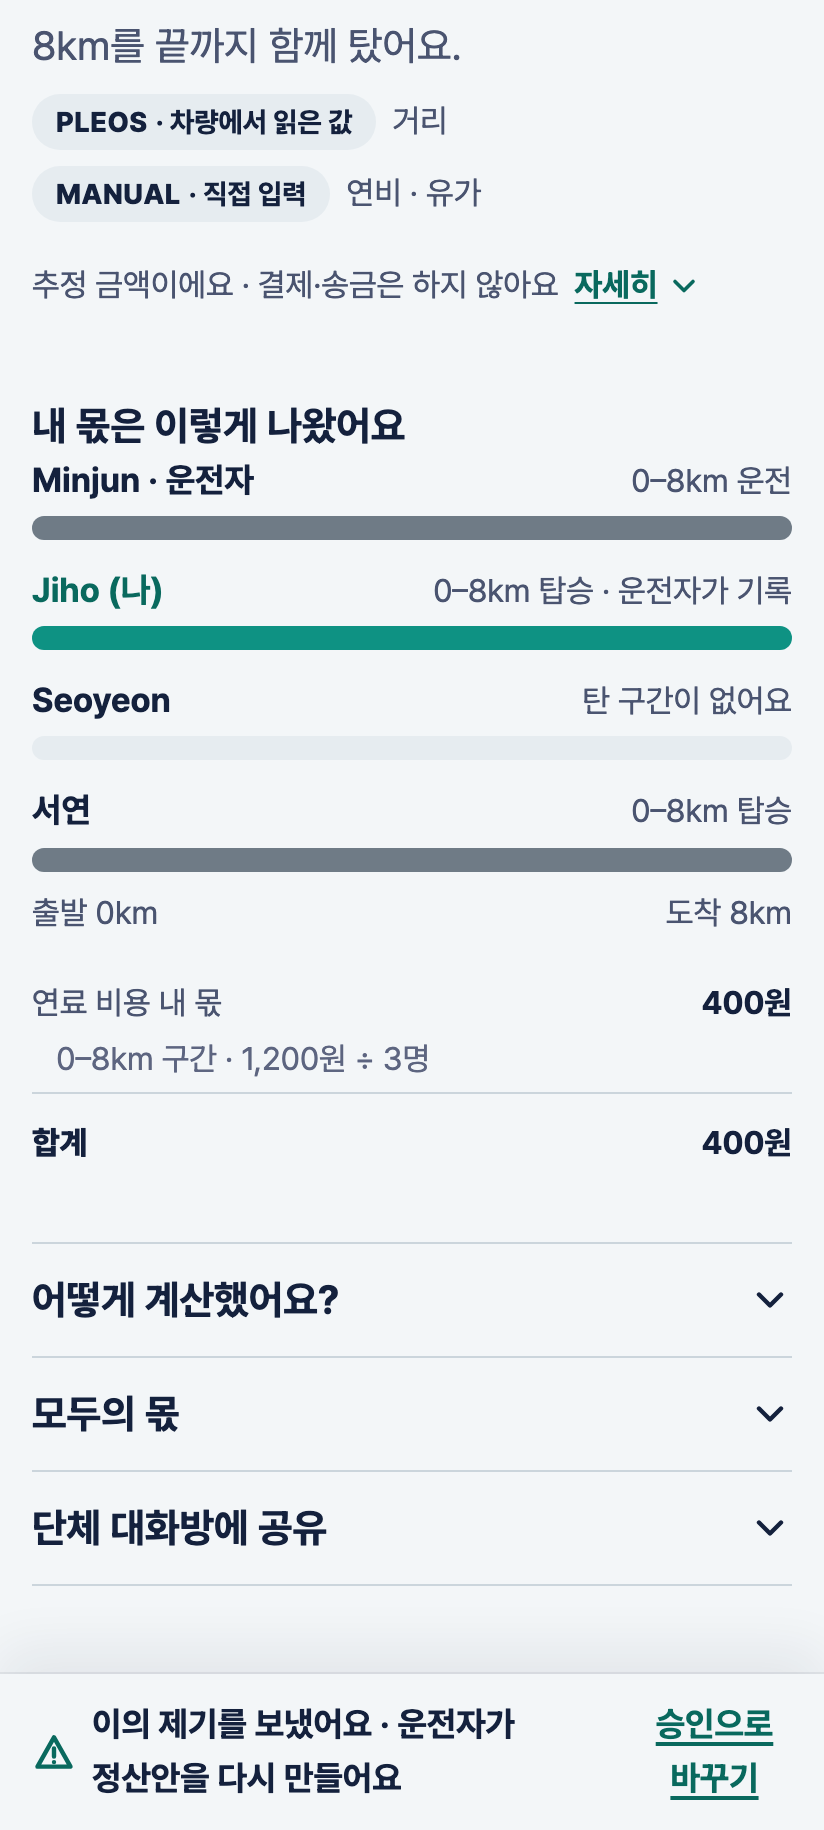 8km를 끝까지 함께 탔어요.
PLEOS · 차량에서 읽은 값 거리
MANUAL · 직접 입력 연비 · 유가
추정 금액이에요 · 결제·송금은 하지 않아요 자세히
내 몫은 이렇게 나왔어요
Minjun · 운전자 0–8km 운전
Jiho (나) 0–8km 탑승 · 운전자가 기록
Seoyeon 탄 구간이 없어요
서연 0–8km 탑승
출발 0km 도착 8km
연료 비용 내 몫 400원
0–8km 구간 · 1,200원 ÷ 3명
합계 400원
어떻게 계산했어요?
모두의 몫
단체 대화방에 공유
이의 제기를 보냈어요 · 운전자가
정산안을 다시 만들어요
승인으로
바꾸기